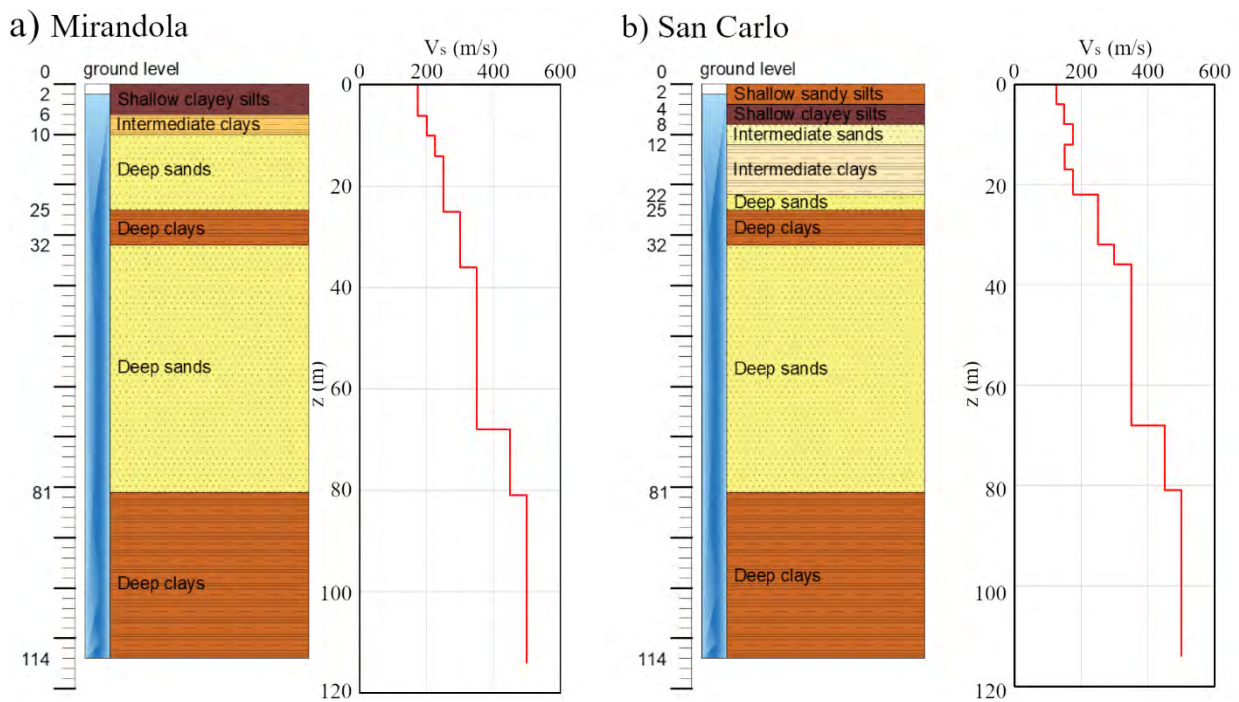 a) Mirandola
Vs (m/s)
0 200 400 600
0 ground level
2
6
10
25
32
81
114
Shallow clayey silts
Intermediate clays
Deep sands
Deep clays
Deep sands
Deep clays
z (m)
0
20
40
60
80
100
120
b) San Carlo
Vs (m/s)
0 200 400 600
0 ground level
2
4
8
12
22
25
32
81
114
Shallow sandy silts
Shallow clayey silts
Intermediate sands
Intermediate clays
Deep sands
Deep clays
Deep sands
Deep clays
z (m)
0
20
40
60
80
100
120